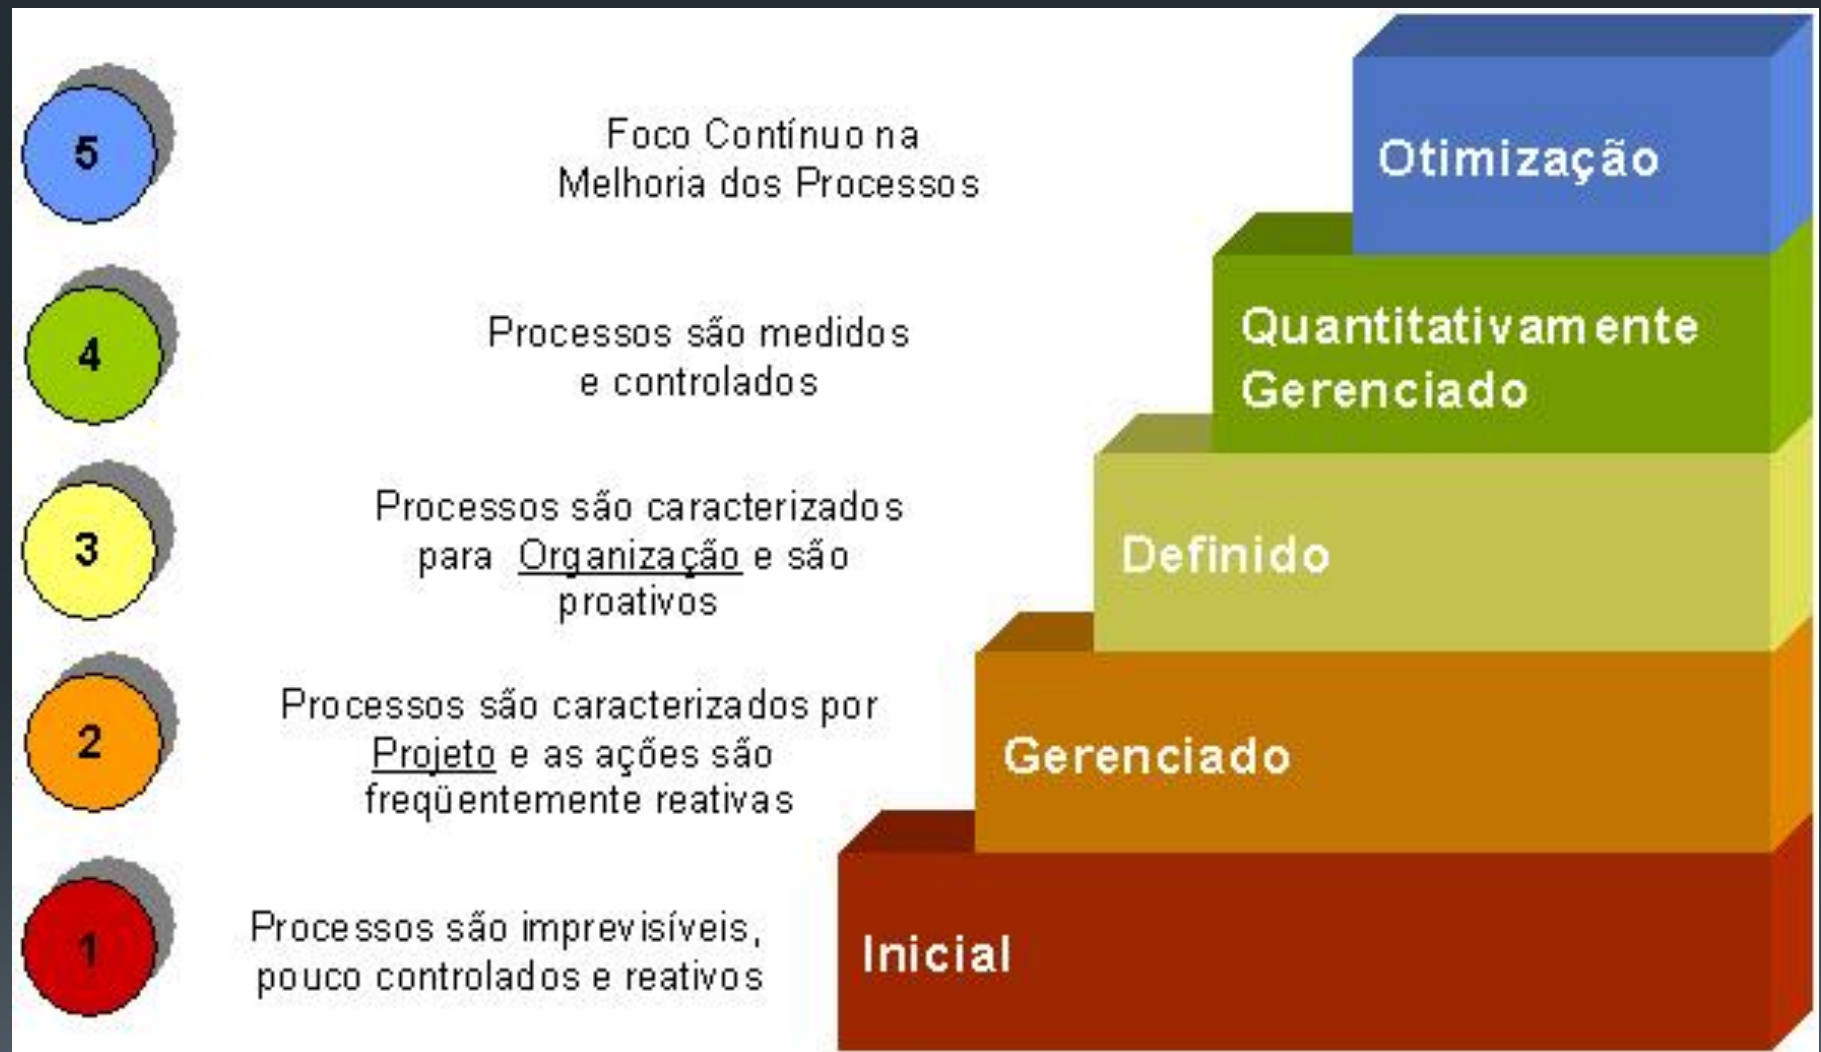 5
Foco Contínuo na
Melhoria dos Processos
Otimização
4
Processos são medidos
e controlados
Quantitativamente
Gerenciado
3
Processos são caracterizados
para Organização e são
proativos
Definido
2
Processos são caracterizados por
Projeto e as ações são
freqüentemente reativas
Gerenciado
1
Processos são imprevisíveis,
pouco controlados e reativos
Inicial